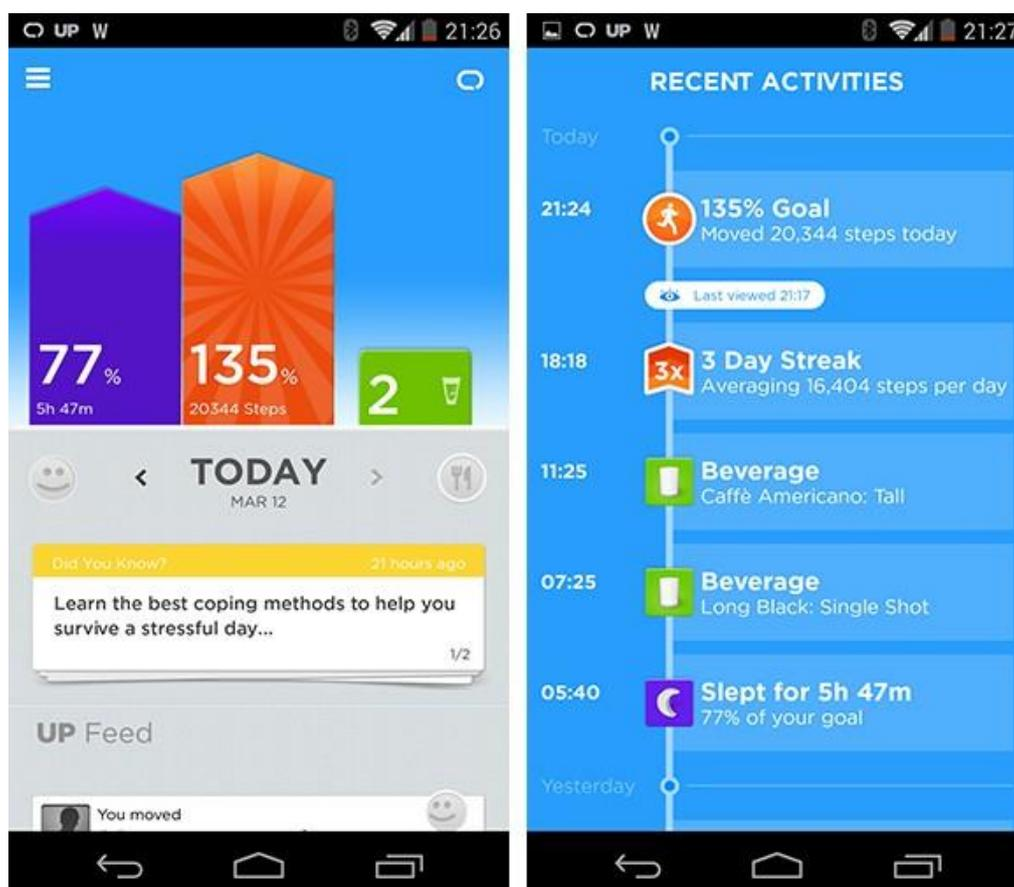 UP W 21:26
77%
5h 47m
135%
20344 Steps
2
TODAY
MAR 12
Did You Know? 21 hours ago
Learn the best coping methods to help you
survive a stressful day...
1/2
UP Feed
You moved
UP W 21:27
RECENT ACTIVITIES
Today
21:24 135% Goal
Moved 20,344 steps today
Last viewed 21:17
18:18 3x 3 Day Streak
Averaging 16,404 steps per day
11:25 Beverage
Caffè Americano: Tall
07:25 Beverage
Long Black: Single Shot
05:40 Slept for 5h 47m
77% of your goal
Yesterday